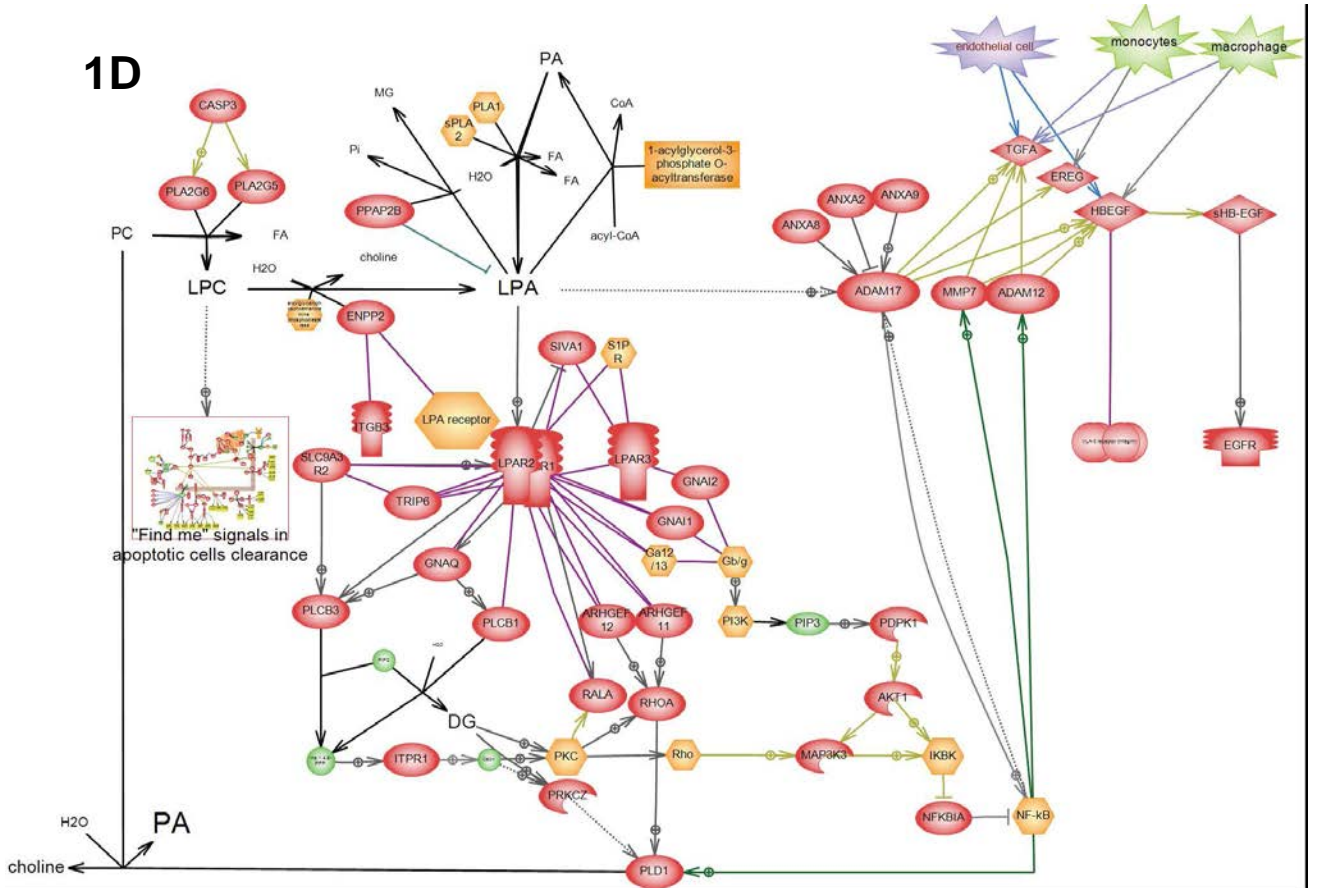 1D
endothelial cell
monocytes
macrophage
PA
MG
CoA
CASP3
PLA1
sPLA
2
Pi
FA
H2O
FA
1-acylglycerol-3-
phosphate O-
acyltransferase
TGFA
EREG
PLA2G6
PLA2G5
PPAP2B
ANXA2
ANXA9
ANXA8
HBEGF
sHB-EGF
PC
FA
acyl-CoA
choline
H2O
LPC
LPA
ADAM17
MMP7
ADAM12
ENPP2
SIVA1
S1P
R
LPA receptor
ITGB3
LPAR2
R1
LPAR3
EGFR
SLC9A3
R2
GNAI2
TRIP6
GNAI1
"Find me" signals in
apoptotic cells clearance
Ga12
/13
Gb/g
GNAQ
PLCB3
PLCB1
ARHGEF
12
ARHGEF
11
PI3K
PIP3
PDPK1
RALA
RHOA
AKT1
DG
ITPR1
PKC
Rho
MAP3K3
IKBK
PRKCZ
NFKBIA
NF-kB
H2O
PA
choline
PLD1